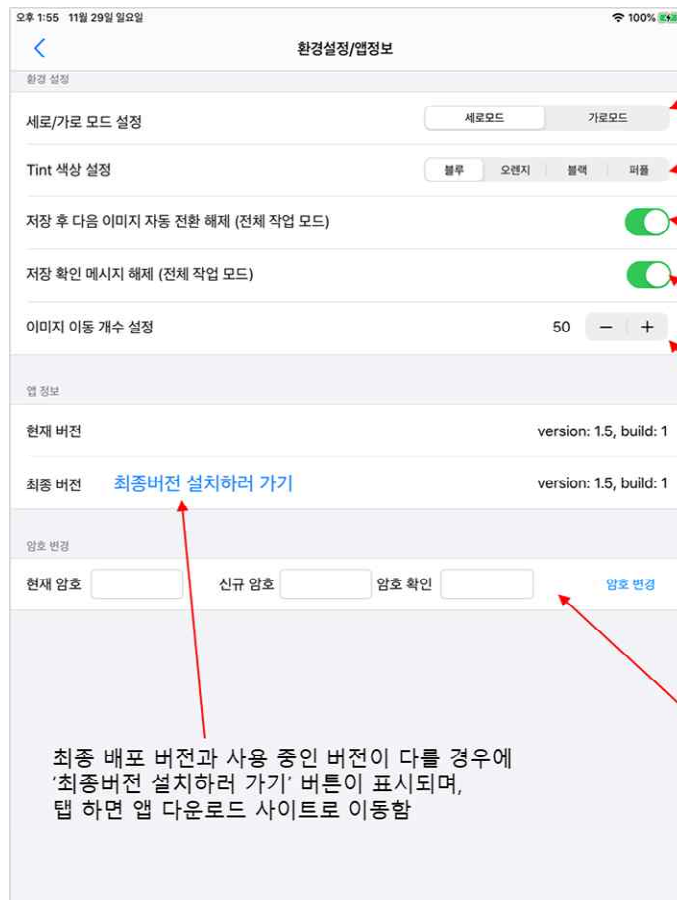 오후 1:55 11월 29일 일요일 100%
환경설정/앱정보
환경 설정
세로/가로 모드 설정 세로모드 가로모드
Tint 색상 설정 블루 오렌지 블랙 퍼플
저장 후 다음 이미지 자동 전환 해제 (전체 작업 모드)
저장 확인 메시지 해제 (전체 작업 모드)
이미지 이동 개수 설정 50 − +
앱 정보
현재 버전 version: 1.5, build: 1
최종 버전 최종버전 설치하러 가기 version: 1.5, build: 1
암호 변경
현재 암호 신규 암호 암호 확인 암호 변경
최종 배포 버전과 사용 중인 버전이 다를 경우에
'최종버전 설치하러 가기' 버튼이 표시되며,
탭 하면 앱 다운로드 사이트로 이동함